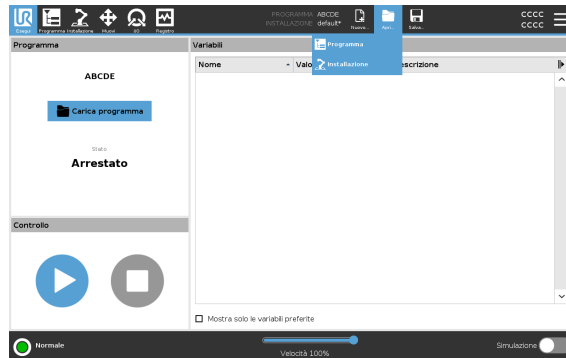 UR
PROGRAMMA ABCDE
INSTALLAZIONE default*
CCCC
CCCC
Esegui Programma Installazione Muovi I/O Registro
Nuovo... Apri... Salva...
Programma
Variabili
Programma
Installazione
Nome
Valo
escrizione
ABCDE
Carica programma
Stato
Arrestato
Controllo
Mostra solo le variabili preferite
Normale
Velocità 100%
Simulazione